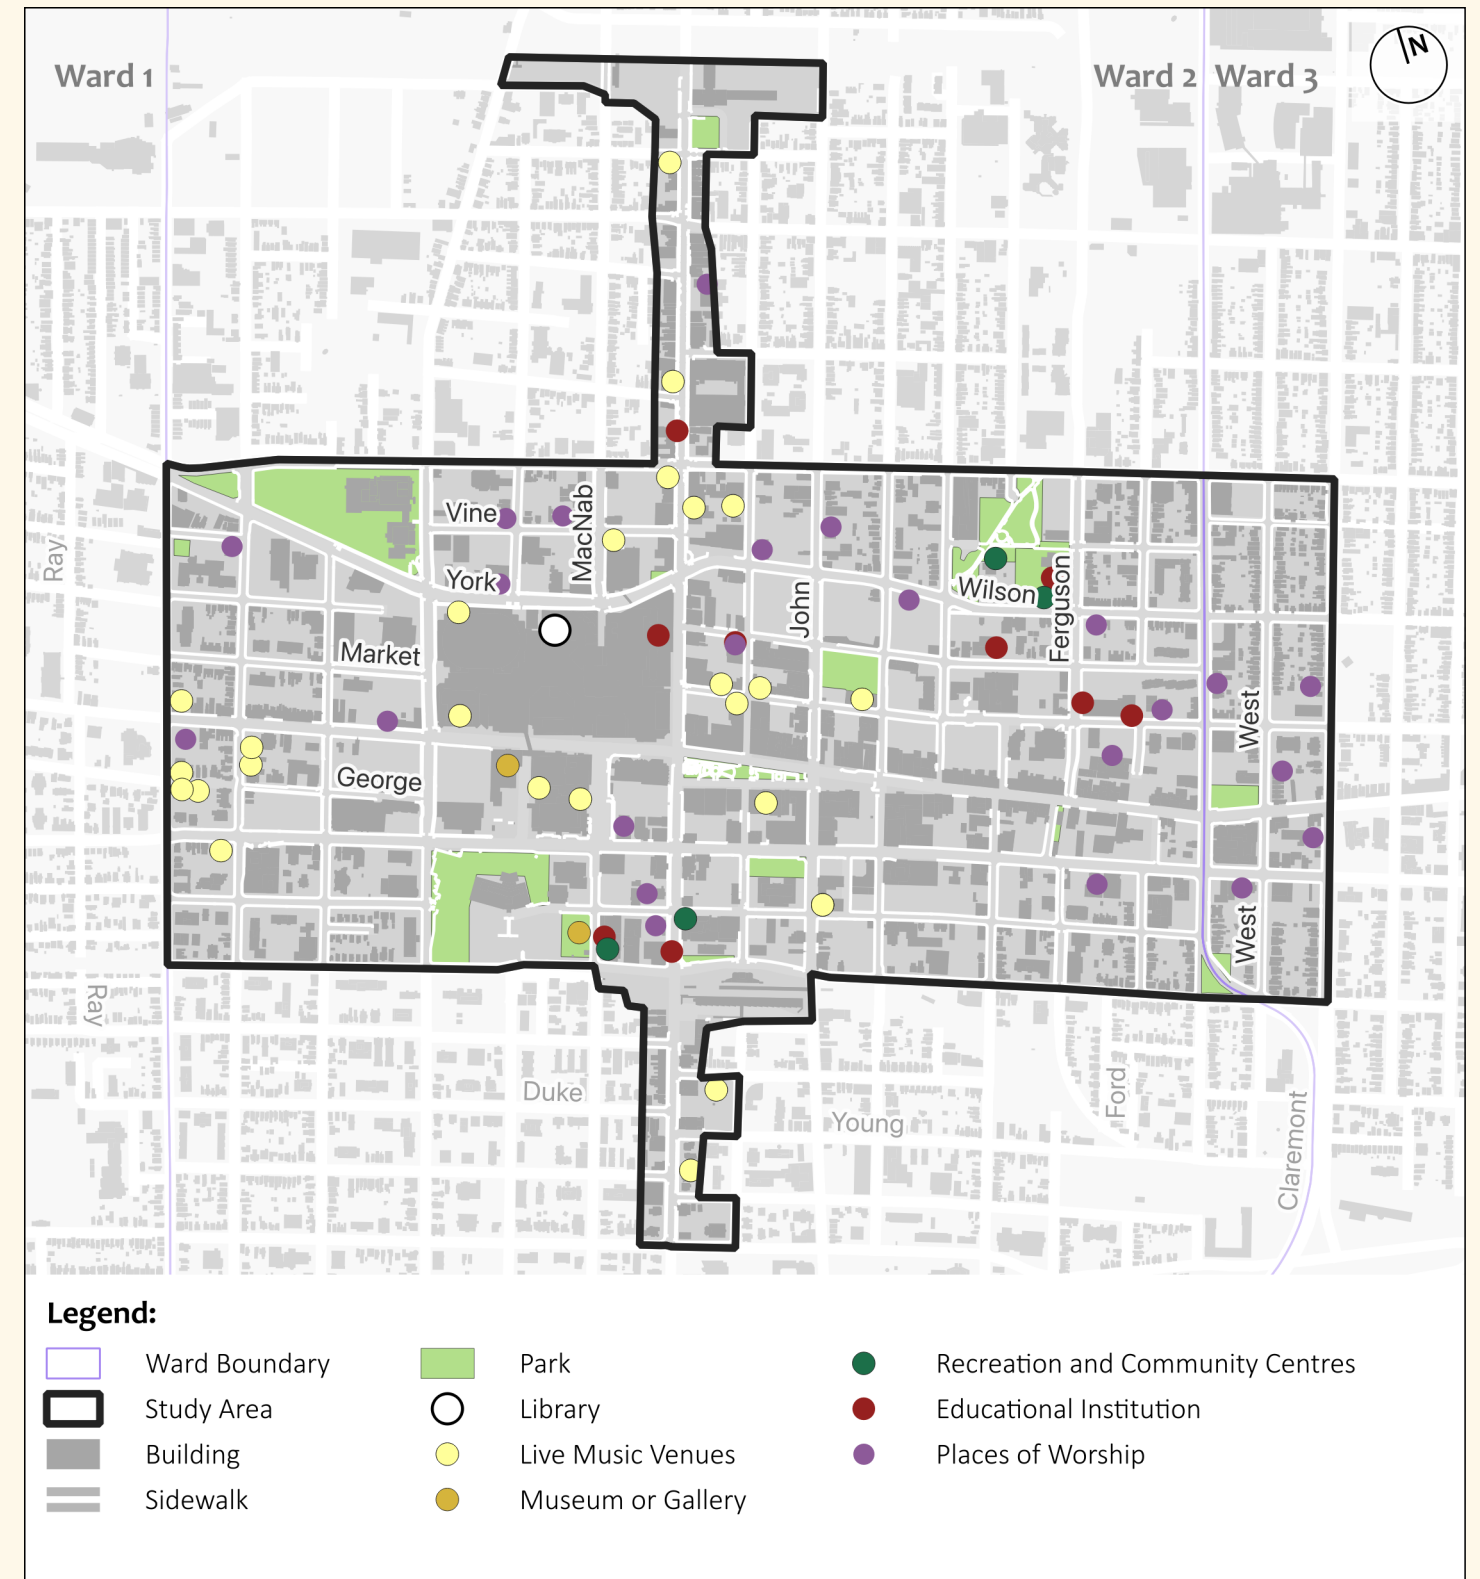 Ward 1
Ward 2
Ward 3
N
Vine
MacNab
York
Ray
John
Wilson
Ferguson
Market
West
George
West
Ray
Duke
Young
Ford
Claremont
Legend:
Ward Boundary
Park
Recreation and Community Centres
Study Area
Library
Educational Institution
Building
Live Music Venues
Places of Worship
Sidewalk
Museum or Gallery